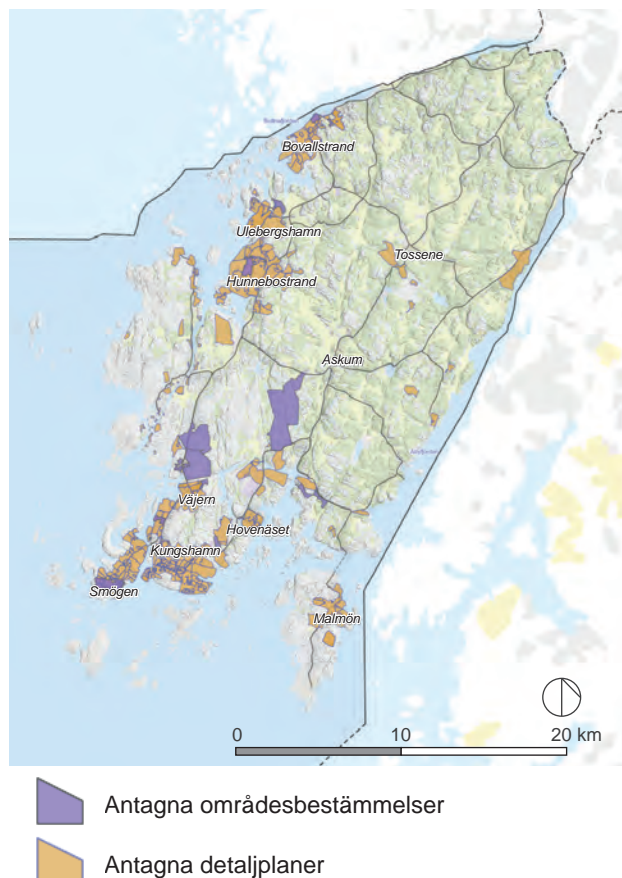 Bovallstrand
Ulebergshamn
Tossene
Hunnebostrand
Askum
Väjern
Hovenäset
Kungshamn
Smögen
Malmön
0 10 20 km
Antagna områdesbestämmelser
Antagna detaljplaner